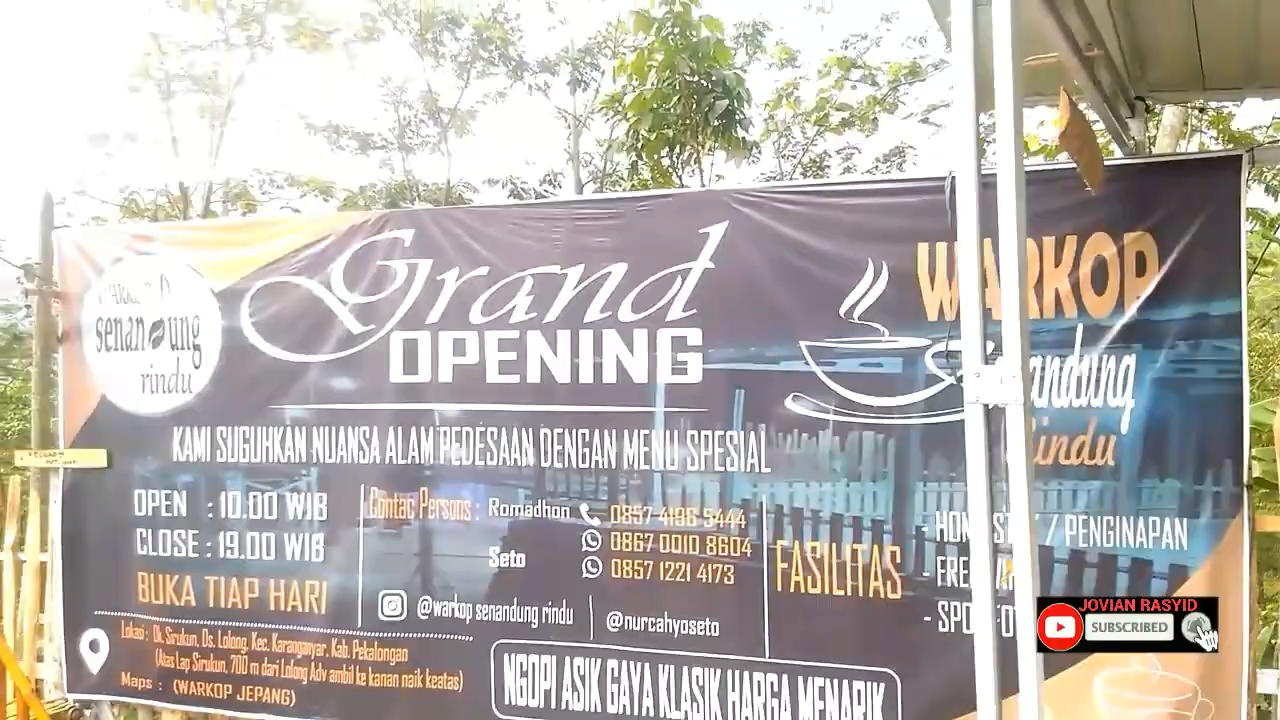 senandung
rindu
Grand
OPENING
KAMI SUGUHKAN NUANSA ALAM PEDESAAN DENGAN MENU SPESIAL
OPEN : 10.00 WIB
CLOSE : 19.00 WIB
BUKA TIAP HARI
Contac Persons : Romadhon 0857 4196 5444
0867 0010 8604
Seto
0857 1221 4173
@warkop senandung rindu
@nurcahyoseto
Lokasi : Dk. Sirukun, Ds. Lolong, Kec. Karanganyar, Kab. Pekalongan
(Atas Lap Sirukun, 700 m dari Lolong Adv ambil ke kanan naik keatas)
Maps : (WARKOP JEPANG)
NGOPI ASIK GAYA KLASIK HARGA MENARIK
WARKOP
FASILITAS
/ PENGINAPAN
JOVIAN RASYID
SUBSCRIBED